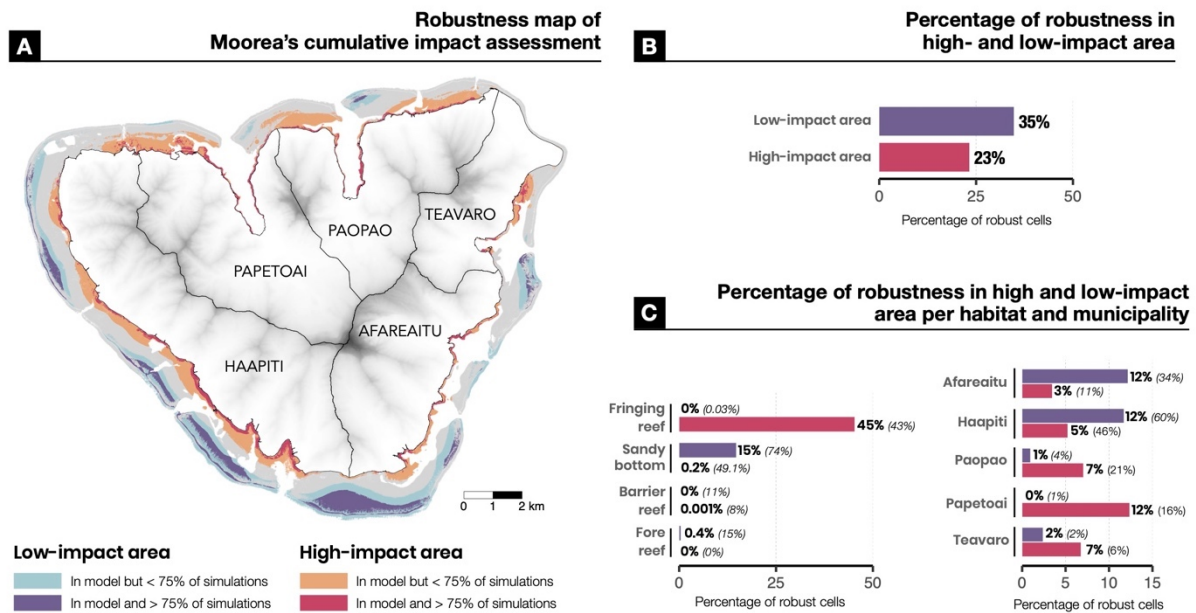 A
Robustness map of
Moorea's cumulative impact assessment
PAOPAO
TEAVARO
PAPETOAI
AFAREAITU
HAAPITI
0 1 2 km
Low-impact area
In model but < 75% of simulations
In model and > 75% of simulations
High-impact area
In model but < 75% of simulations
In model and > 75% of simulations
B
Percentage of robustness in
high- and low-impact area
Low-impact area 35%
High-impact area 23%
0 25 50
Percentage of robust cells
C
Percentage of robustness in high and low-impact
area per habitat and municipality
Fringing 0% (0.03%)
reef 45% (43%)
Sandy 15% (74%)
bottom 0.2% (49.1%)
Barrier 0% (11%)
reef 0.001% (8%)
Fore 0.4% (15%)
reef 0% (0%)
0 25 50
Percentage of robust cells
Afareaitu 12% (34%)
3% (11%)
Haapiti 12% (60%)
5% (46%)
Paopao 1% (4%)
7% (21%)
Papetoai 0% (1%)
12% (16%)
Teavaro 2% (2%)
7% (6%)
0 5 10 15
Percentage of robust cells